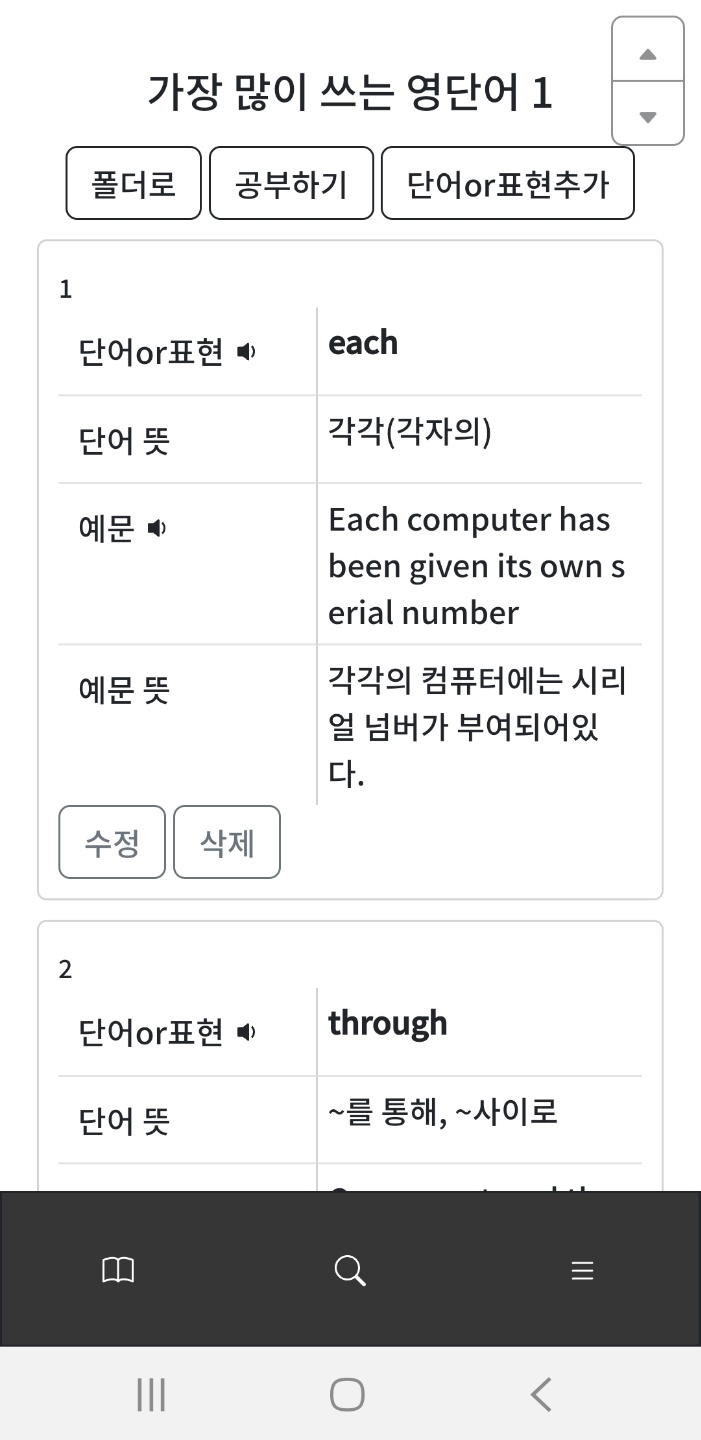 가장 많이 쓰는 영단어 1
폴더로 공부하기 단어or표현추가
1
단어or표현 each
단어 뜻 각각(각자의)
예문 Each computer has
been given its own s
erial number
예문 뜻 각각의 컴퓨터에는 시리
얼 넘버가 부여되어있
다.
수정 삭제
2
단어or표현 through
단어 뜻 ~를 통해, ~사이로